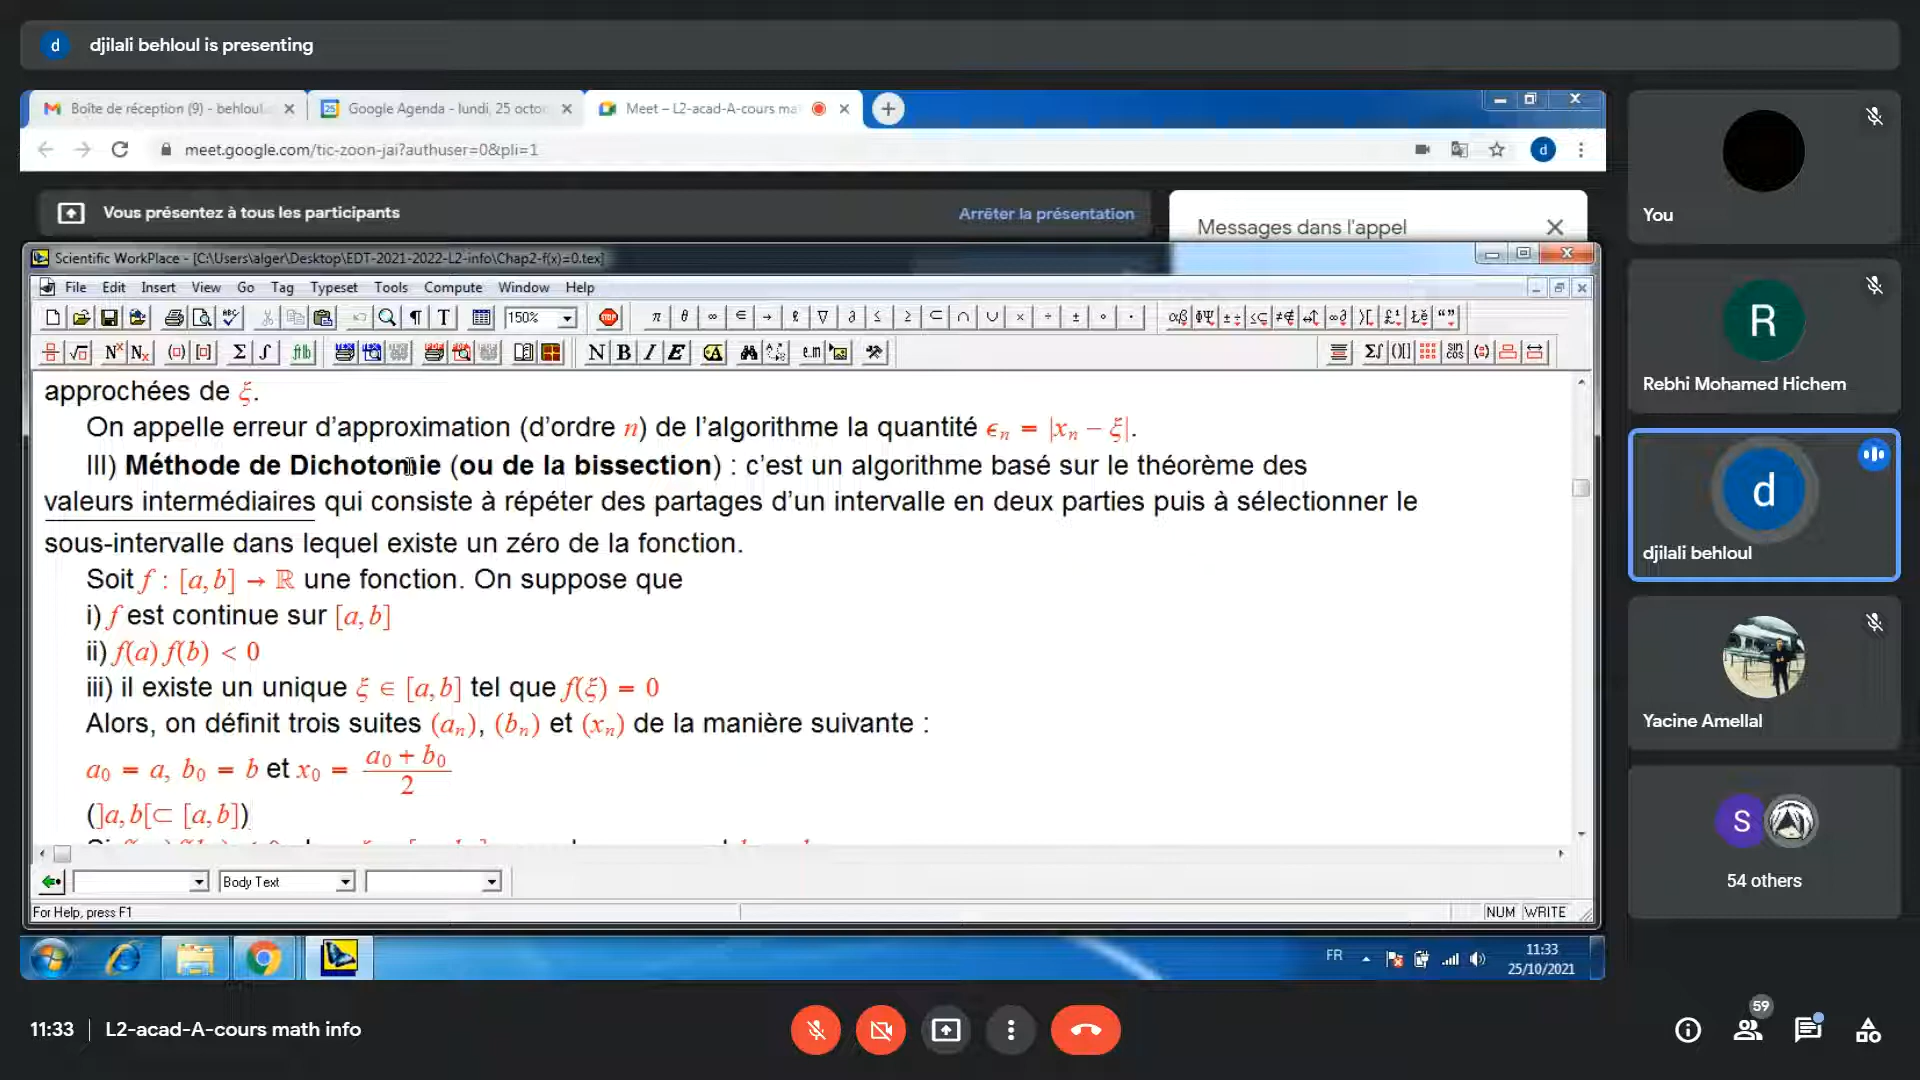 d djilali behloul is presenting
Boîte de réception (9) - behloul.
Google Agenda - lundi, 25 octo
Meet – L2-acad-A-cours ma
meet.google.com/tic-zoon-jai?authuser=0&pli=1
d
Vous présentez à tous les participants
Arrêter la présentation
Messages dans l'appel
Scientific WorkPlace - [C:\Users\alger\Desktop\EDT-2021-2022-L2-info\Chap2-f(x)=0.tex]
File Edit Insert View Go Tag Typeset Tools Compute Window Help
150%
approchées de ξ.
On appelle erreur d'approximation (d'ordre n) de l'algorithme la quantité ϵₙ = |xₙ − ξ|.
III) Méthode de Dichotomie (ou de la bissection) : c'est un algorithme basé sur le théorème des
valeurs intermédiaires qui consiste à répéter des partages d'un intervalle en deux parties puis à sélectionner le
sous-intervalle dans lequel existe un zéro de la fonction.
Soit f : [a, b] → ℝ une fonction. On suppose que
i) f est continue sur [a, b]
ii) f(a) f(b) < 0
iii) il existe un unique ξ ∈ [a, b] tel que f(ξ) = 0
Alors, on définit trois suites (aₙ), (bₙ) et (xₙ) de la manière suivante :
a₀ = a, b₀ = b et x₀ = (a₀ + b₀)/2
(]a, b[⊂ [a, b])
Body Text
For Help, press F1
NUM WRITE
FR
11:33
25/10/2021
You
R
Rebhi Mohamed Hichem
d
djilali behloul
Yacine Amellal
S
54 others
11:33 | L2-acad-A-cours math info
59